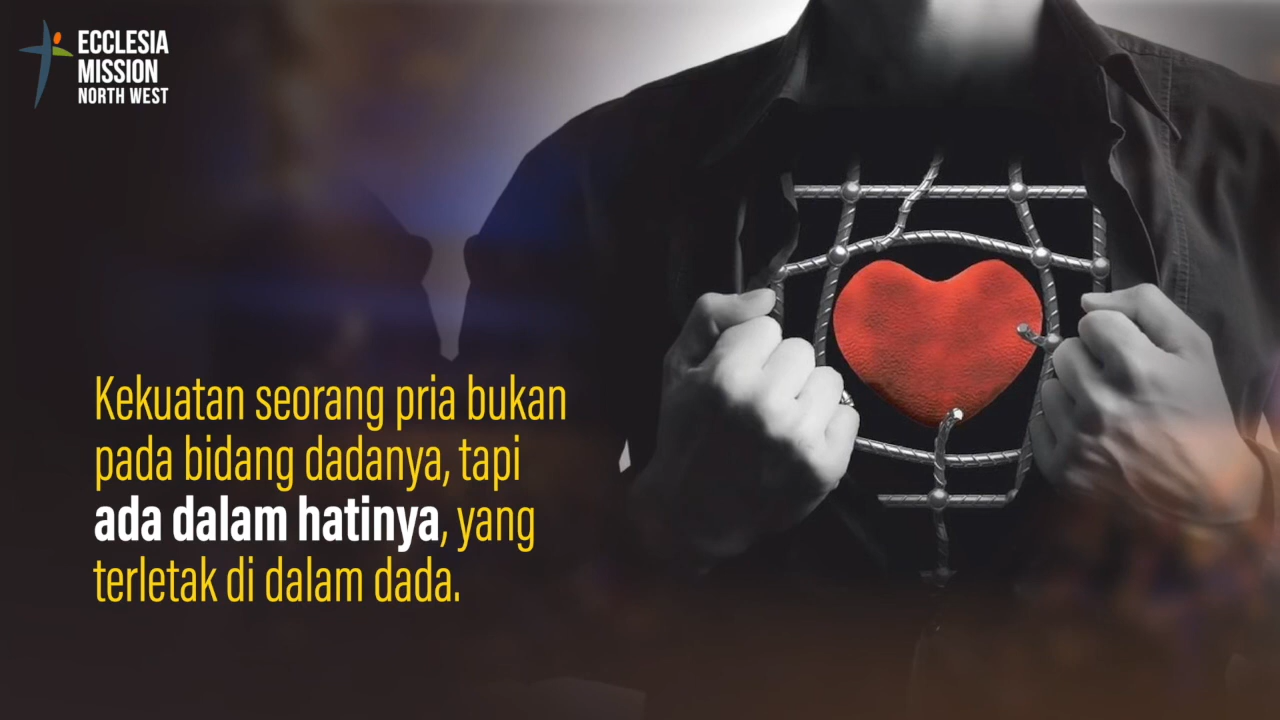 ECCLESIA
MISSION
NORTH WEST
Kekuatan seorang pria bukan
pada bidang dadanya, tapi
ada dalam hatinya, yang
terletak di dalam dada.